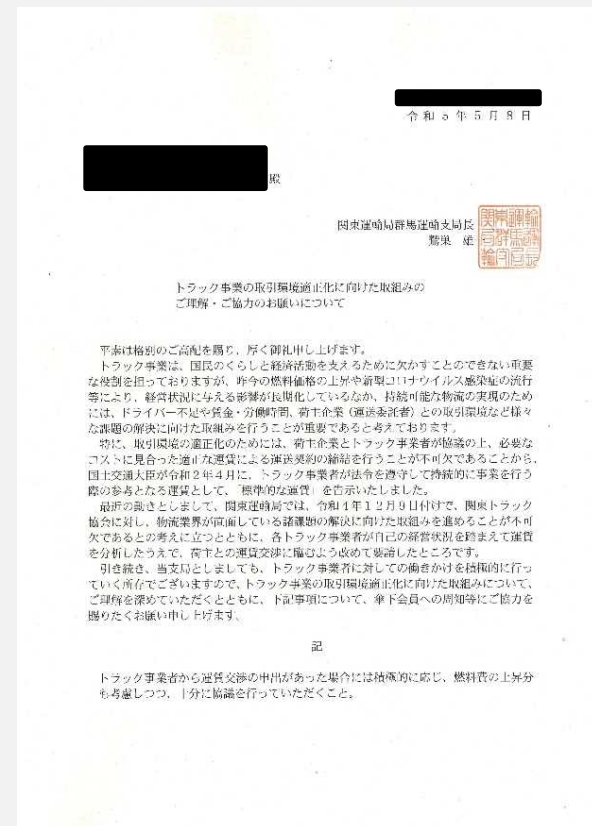 令和5年5月8日
殿
関東運輸局群馬運輸支局長
鷲巣 雄
トラック事業の取引環境適正化に向けた取組みの
ご理解・ご協力のお願いについて
平素は格別のご高配を賜り、厚く御礼申し上げます。
トラック事業は、国民のくらしと経済活動を支えるために欠かすことのできない重要
な役割を担っておりますが、昨今の燃料価格の上昇や新型コロナウイルス感染症の流行
等により、経営状況に与える影響が長期化しているなか、持続可能な物流の実現のため
には、ドライバー不足や賃金・労働時間、荷主企業（運送委託者）との取引環境など様々
な課題の解決に向けた取組みを行うことが重要であると考えております。
特に、取引環境の適正化のためには、荷主企業とトラック事業者が協議の上、必要な
コストに見合った適正な運賃による運送契約の締結を行うことが不可欠であることから、
国土交通大臣が令和2年4月に、トラック事業者が法令を遵守して持続的に事業を行う
際の参考となる運賃として、「標準的な運賃」を告示いたしました。
最近の動きとしまして、関東運輸局では、令和4年12月9日付けで、関東トラック
協会に対し、物流業界が直面している諸課題の解決に向けた取組みを進めることが不可
欠であるとの考えに立つとともに、各トラック事業者が自己の経営状況を踏まえて運賃
を分析したうえで、荷主との運賃交渉に臨むよう改めて要請したところです。
引き続き、当支局としましても、トラック事業者に対しての働きかけを積極的に行っ
ていく所存でございますので、トラック事業の取引環境適正化に向けた取組みについて、
ご理解を深めていただくとともに、下記事項について、傘下会員への周知等にご協力を
賜りたくお願い申し上げます。
記
トラック事業者から運賃交渉の申出があった場合には積極的に応じ、燃料費の上昇分
も考慮しつつ、十分に協議を行っていただくこと。